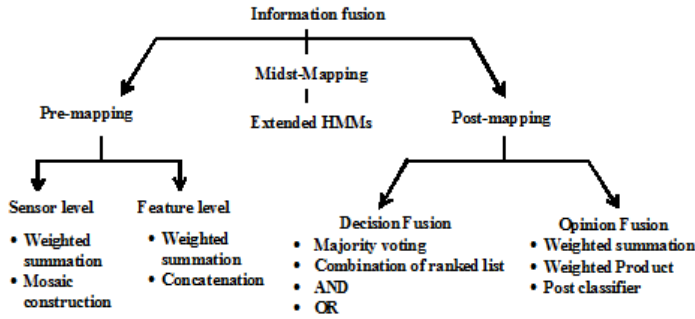 Information fusion
Midst-Mapping
Pre-mapping
Extended HMMs
Post-mapping
Sensor level
• Weighted
summation
• Mosaic
construction
Feature level
• Weighted
summation
• Concatenation
Decision Fusion
• Majority voting
• Combination of ranked list
• AND
• OR
Opinion Fusion
• Weighted summation
• Weighted Product
• Post classifier